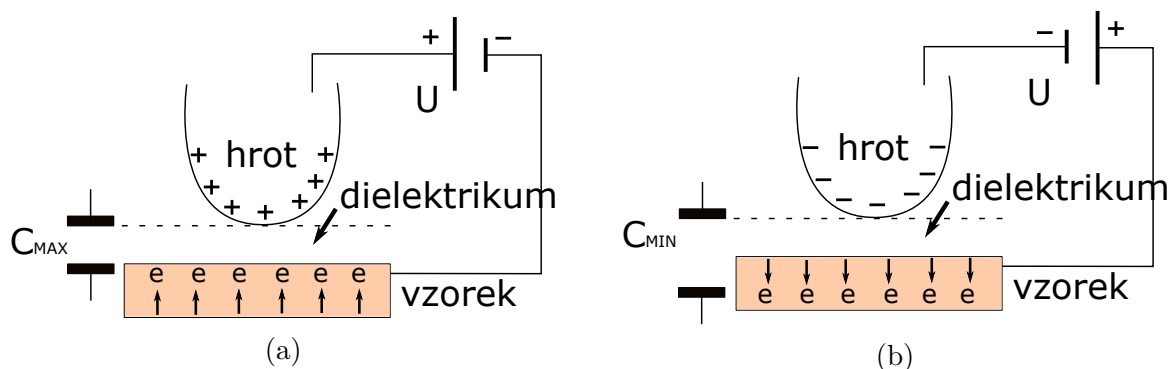 + −
U
hrot
+ + + + + + + +
dielektrikum
CMAX
e e e e e e
vzorek
(a)
− +
U
hrot
− − − − − − − −
dielektrikum
CMIN
e e e e e e
vzorek
(b)